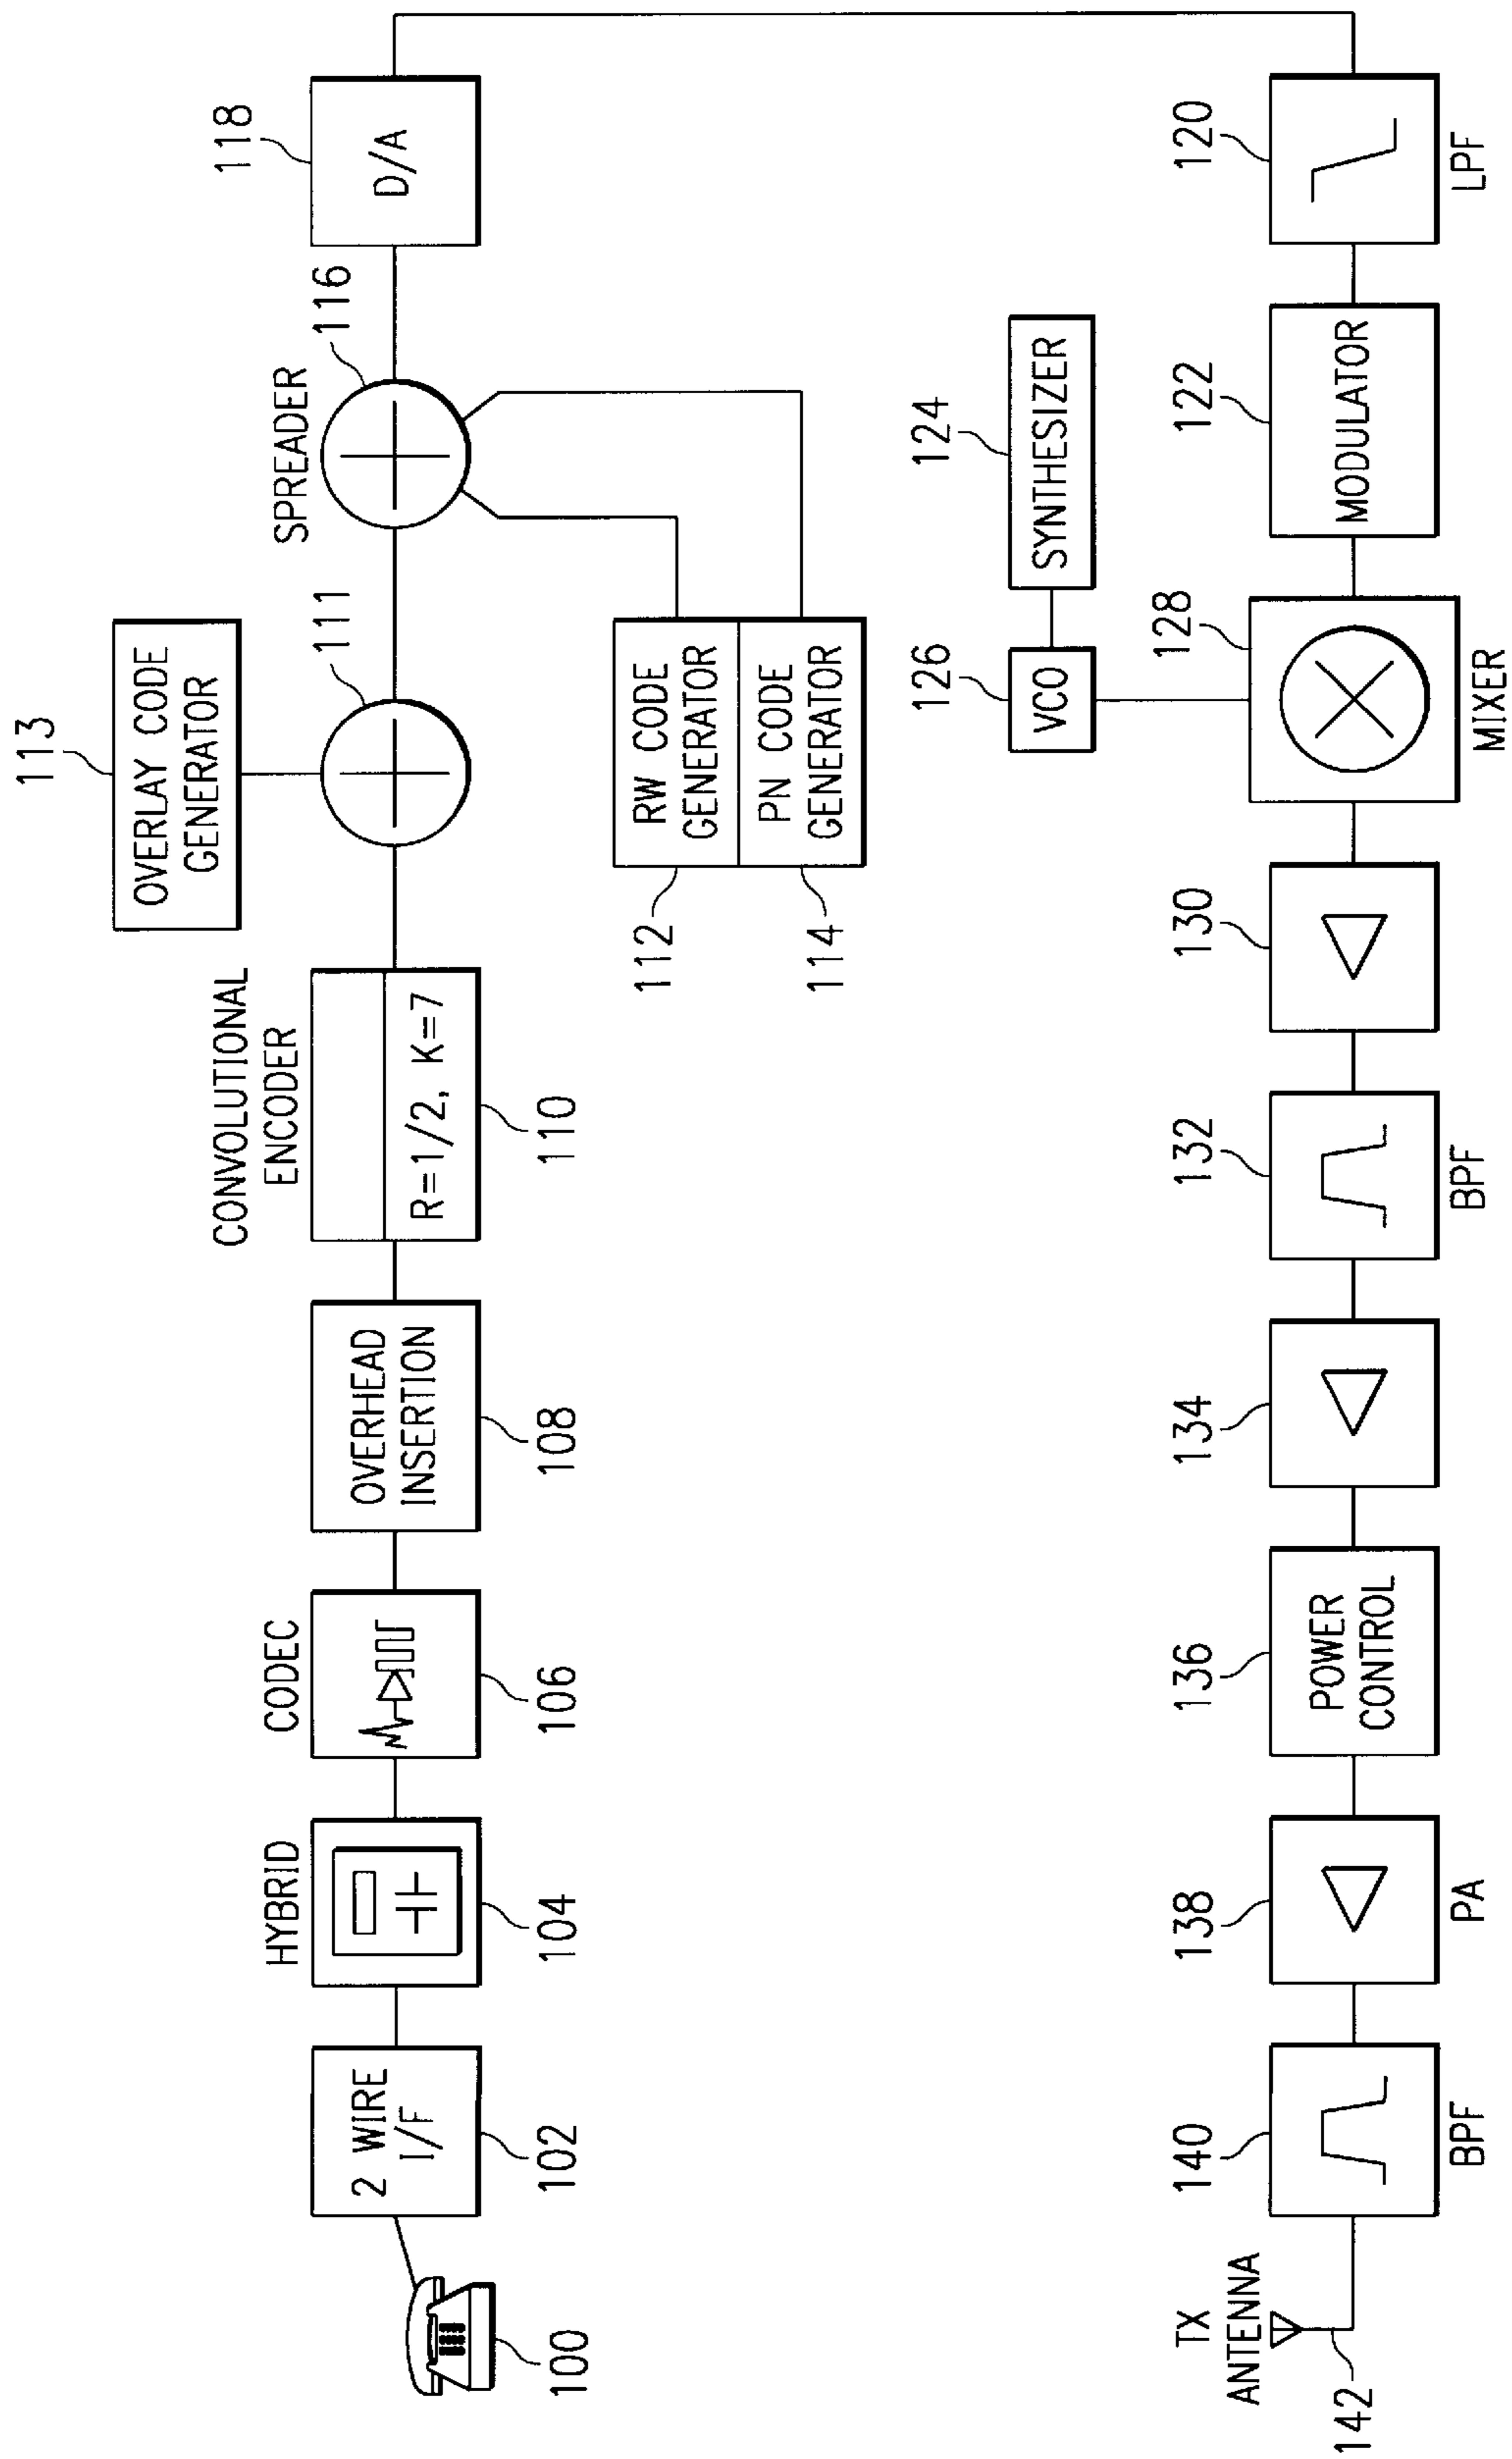 113
OVERLAY CODE
GENERATOR
CONVOLUTIONAL
ENCODER
111
SPREADER
116
118
HYBRID
CODEC
2 WIRE
I/F
OVERHEAD
INSERTION
R=1/2, K=7
D/A
100
102
104
106
108
110
112
RW CODE
GENERATOR
114
PN CODE
GENERATOR
124
SYNTHESIZER
126
VCO
TX
ANTENNA
142
140
138
136
134
132
130
128
122
120
POWER
CONTROL
MODULATOR
BPF
PA
BPF
MIXER
LPF